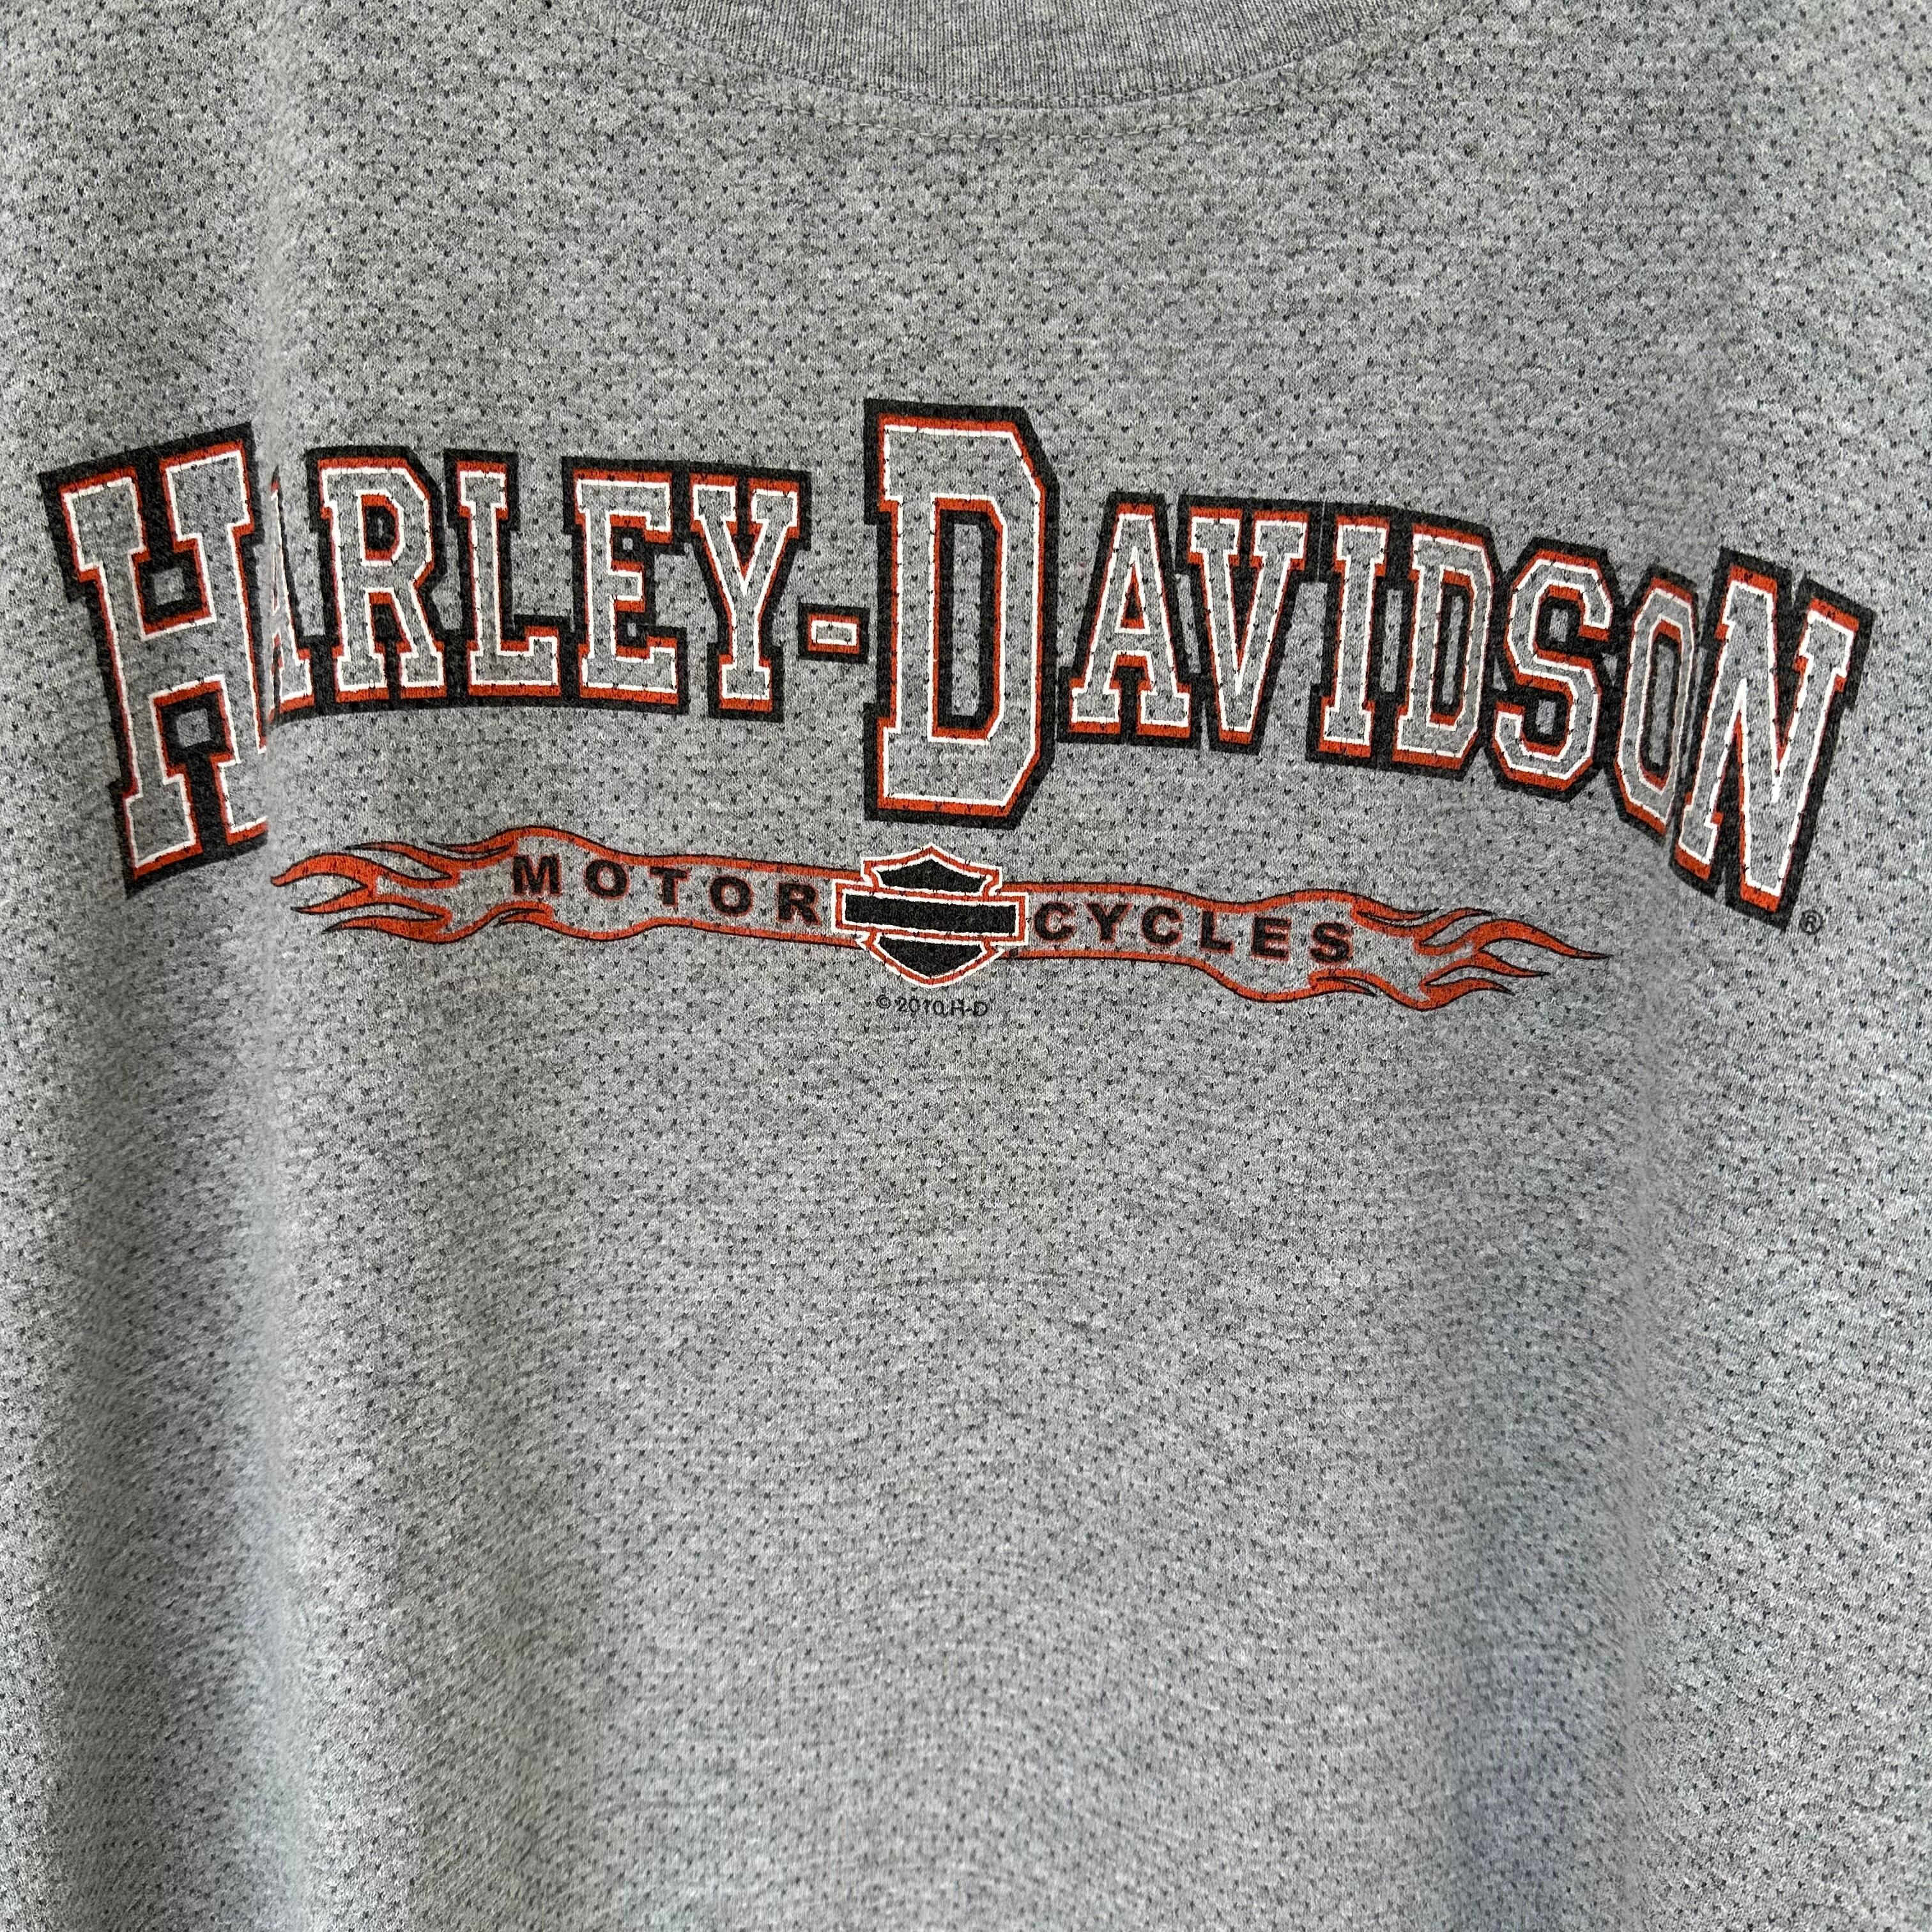 HARLEY-DAVIDSON ®
MOTOR CYCLES
© 2010 H-D